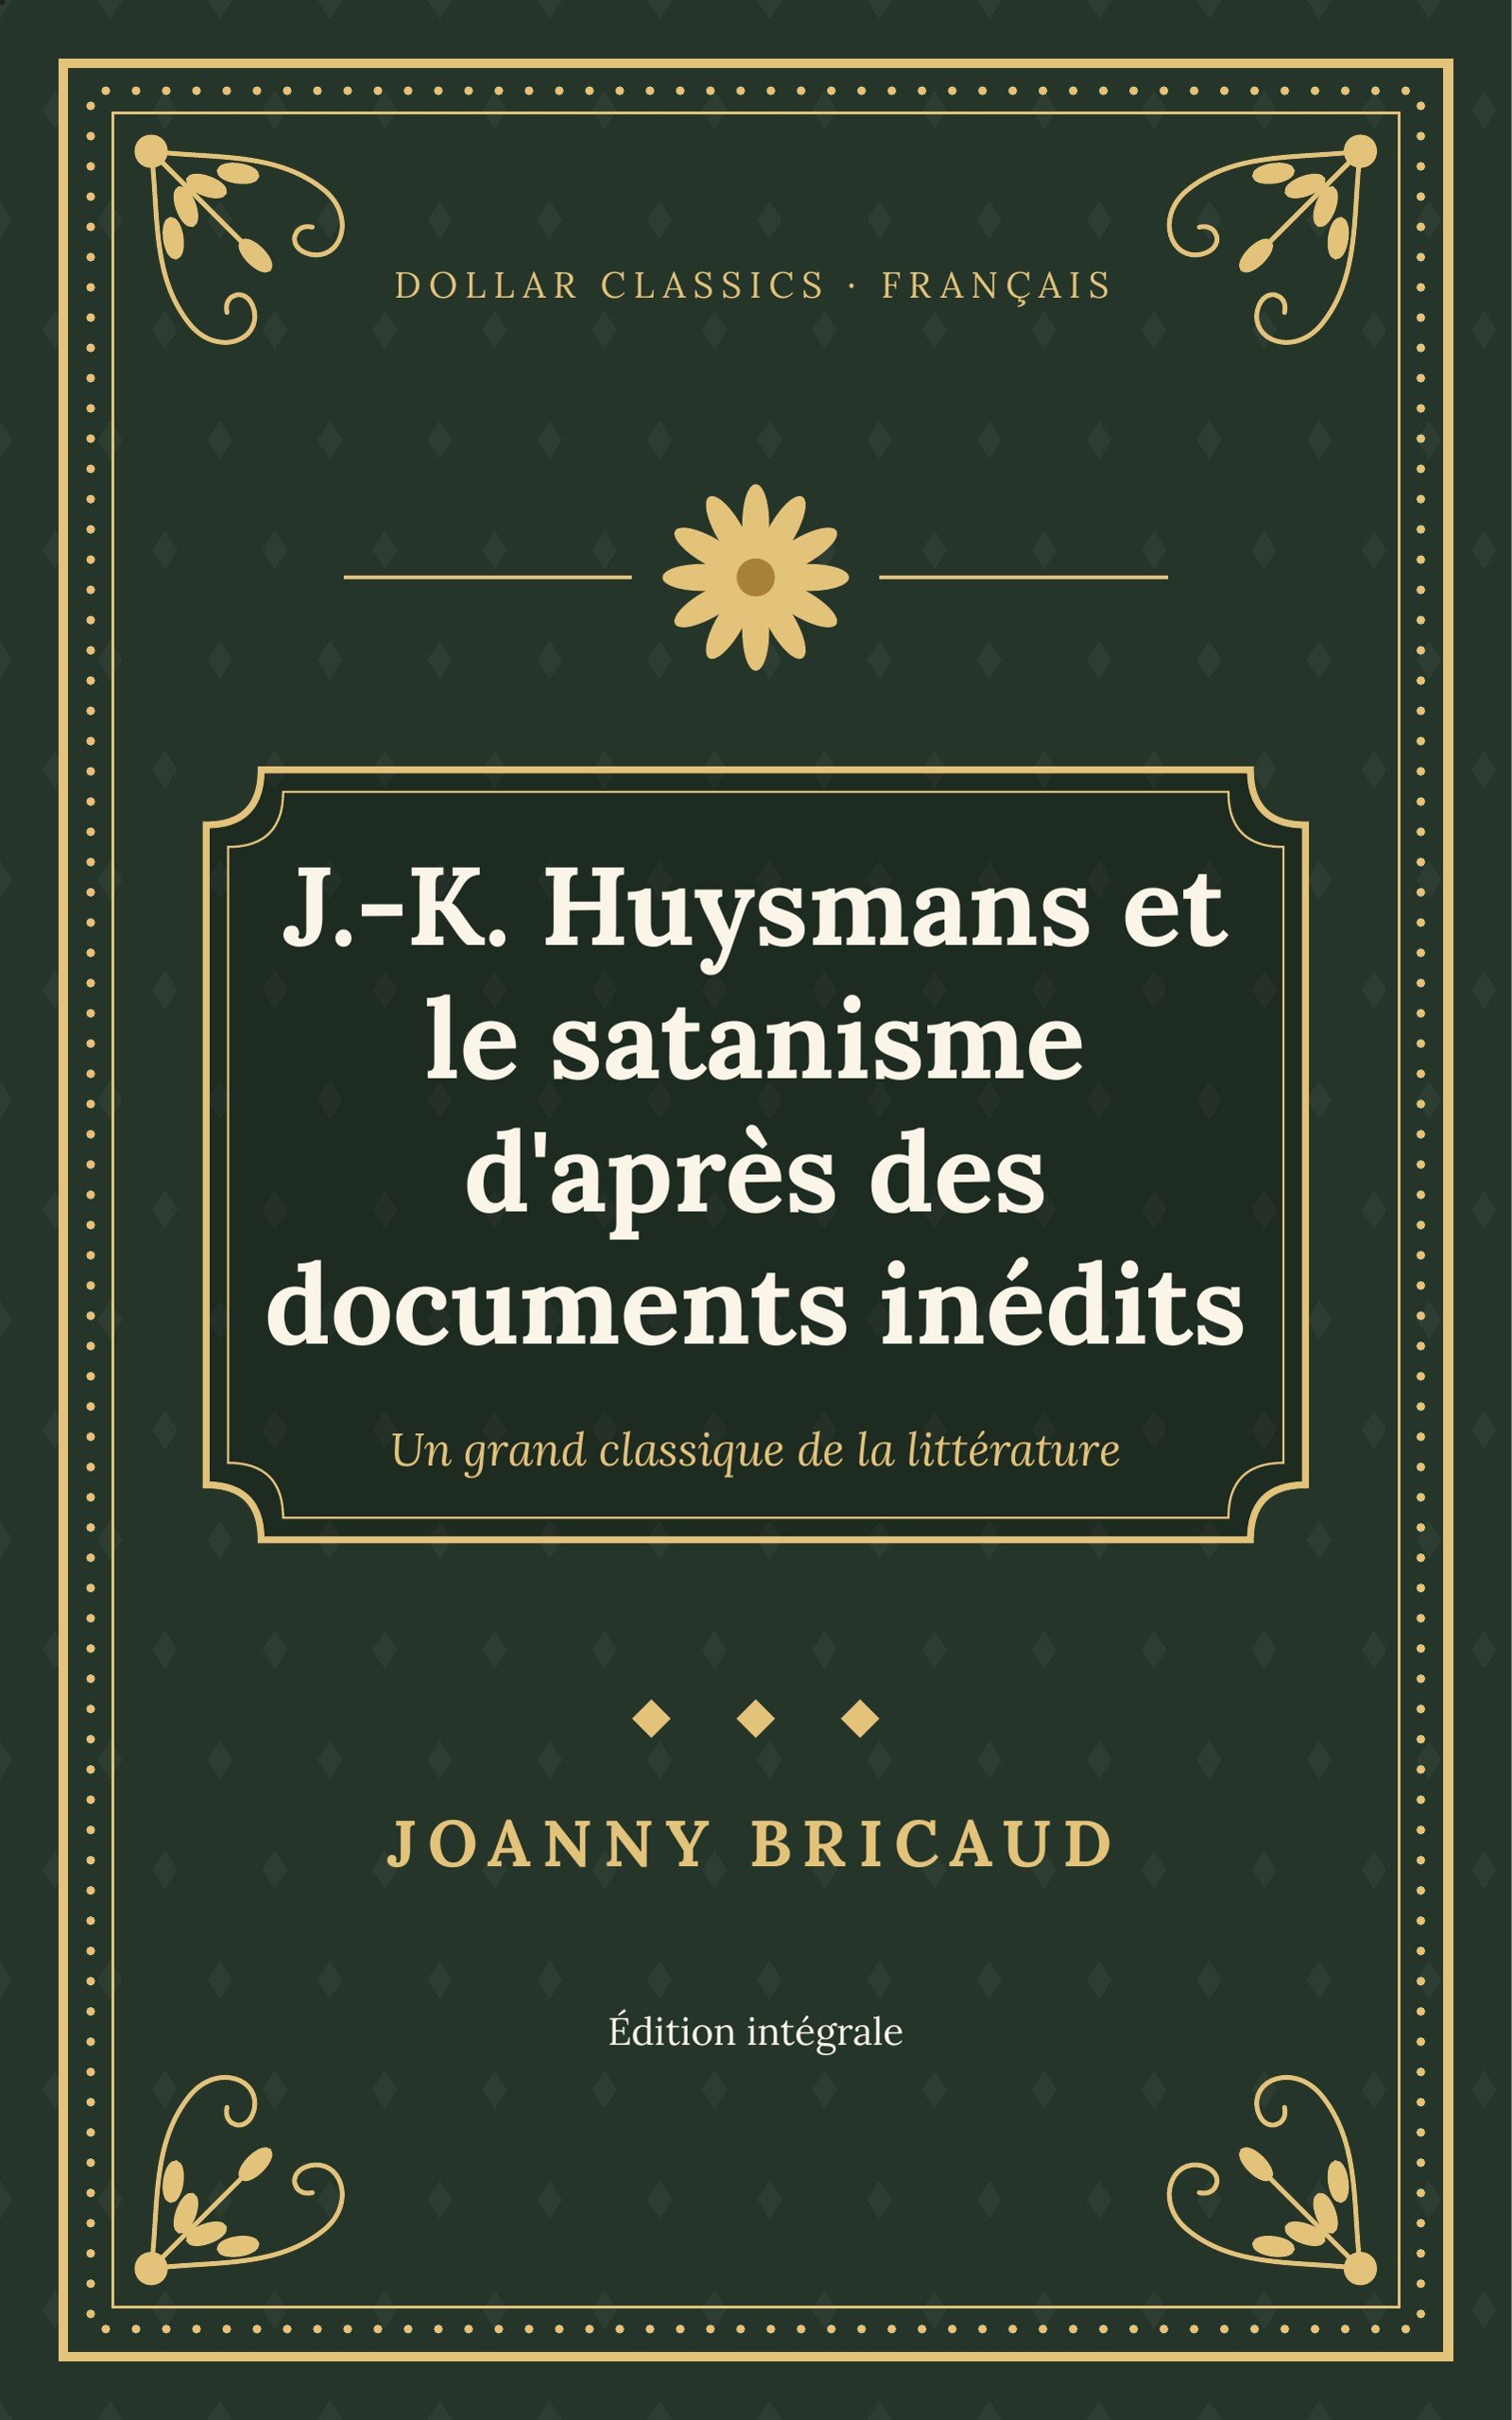 DOLLAR CLASSICS · FRANÇAIS
J.-K. Huysmans et
le satanisme
d'après des
documents inédits
Un grand classique de la littérature
JOANNY BRICAUD
Édition intégrale